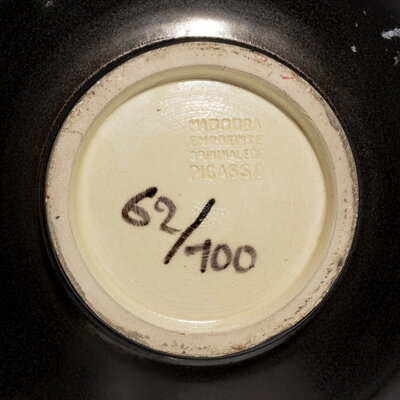 MADOURA
EMPREINTE
ORIGINALE DE
PICASSO
62/100